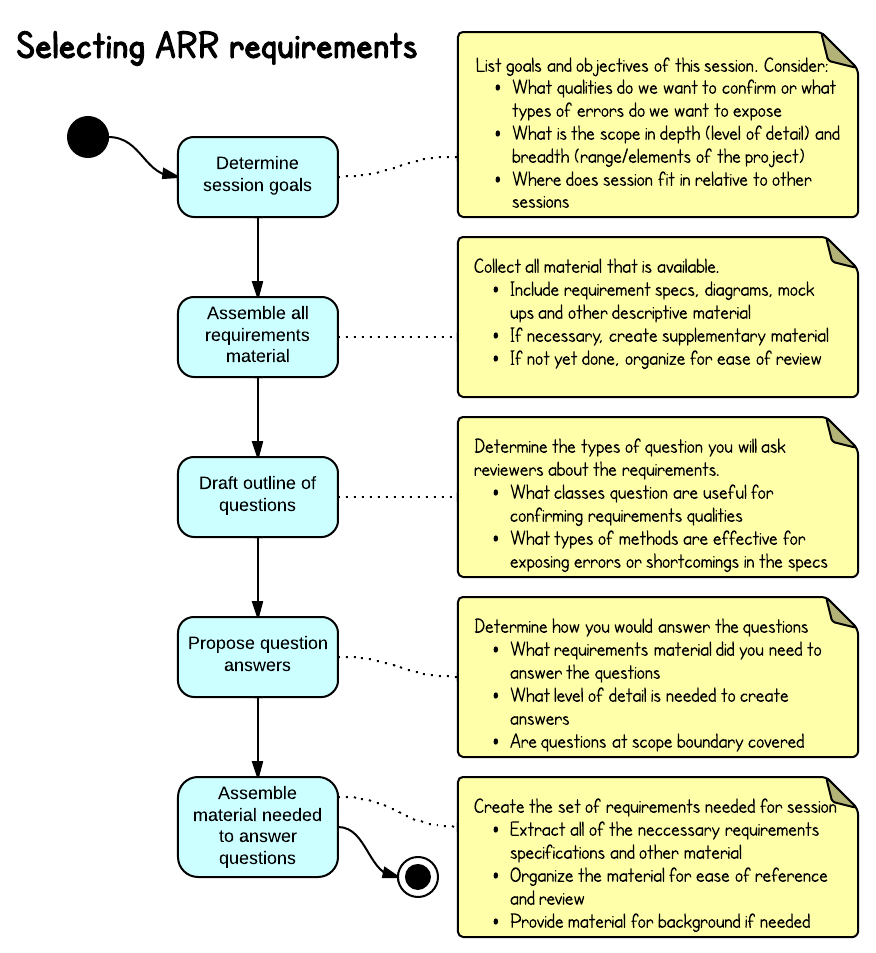 Selecting ARR requirements
Determine
session goals
List goals and objectives of this session. Consider:
• What qualities do we want to confirm or what
types of errors do we want to expose
• What is the scope in depth (level of detail) and
breadth (range/elements of the project)
• Where does session fit in relative to other
sessions
Assemble all
requirements
material
Collect all material that is available.
• Include requirement specs, diagrams, mock
ups and other descriptive material
• If necessary, create supplementary material
• If not yet done, organize for ease of review
Draft outline of
questions
Determine the types of question you will ask
reviewers about the requirements.
• What classes question are useful for
confirming requirements qualities
• What types of methods are effective for
exposing errors or shortcomings in the specs
Propose question
answers
Determine how you would answer the questions
• What requirements material did you need to
answer the questions
• What level of detail is needed to create
answers
• Are questions at scope boundary covered
Assemble
material needed
to answer
questions
Create the set of requirements needed for session
• Extract all of the neccessary requirements
specifications and other material
• Organize the material for ease of reference
and review
• Provide material for background if needed